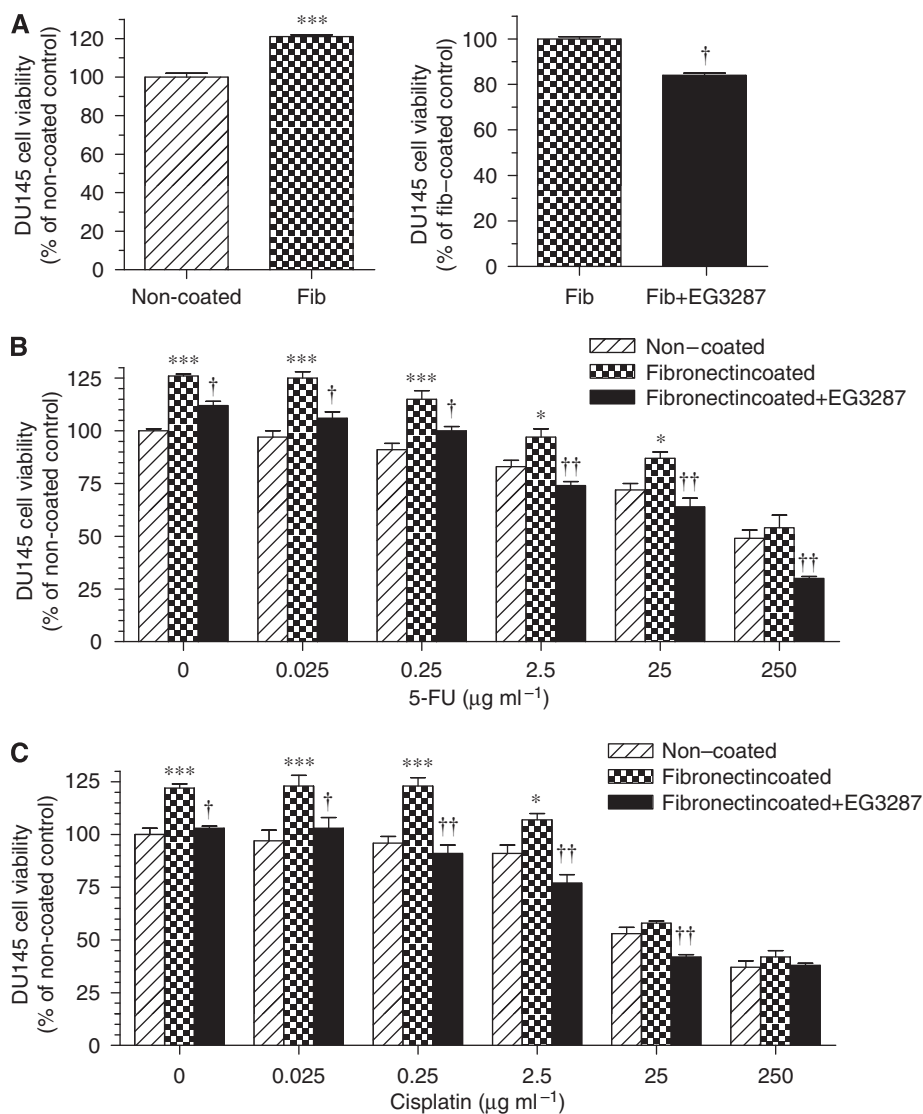 A
DU145 cell viability
(% of non-coated control)
120
100
80
60
40
20
0
***
Non-coated
Fib
DU145 cell viability
(% of fib–coated control)
100
80
60
40
20
0
†
Fib
Fib+EG3287
B
Non–coated
Fibronectincoated
Fibronectincoated+EG3287
DU145 cell viability
(% of non-coated control)
125
100
75
50
25
0
*** † *** † *** † * †† * †† ††
0 0.025 0.25 2.5 25 250
5-FU (μg ml⁻¹)
C
Non–coated
Fibronectincoated
Fibronectincoated+EG3287
DU145 cell viability
(% of non-coated control)
125
100
75
50
25
0
*** † *** † *** †† * †† ††
0 0.025 0.25 2.5 25 250
Cisplatin (μg ml⁻¹)